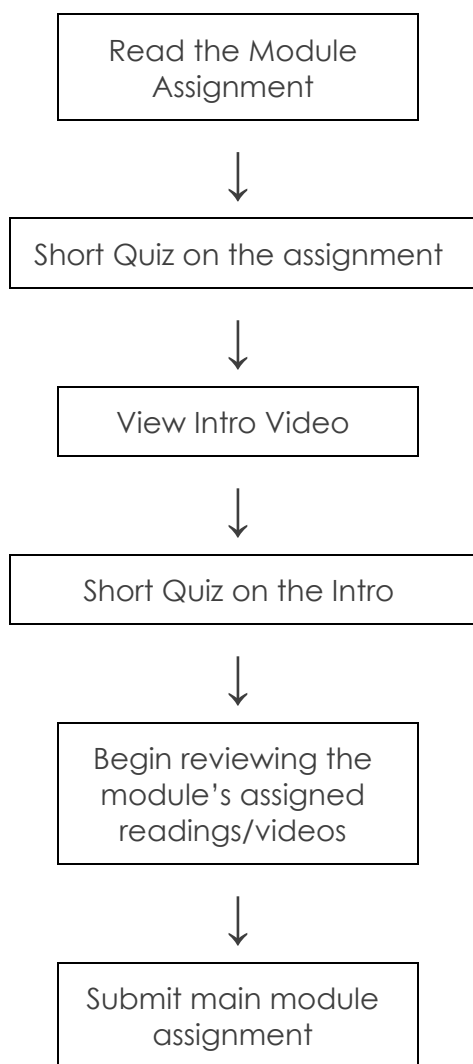 Read the Module
Assignment
↓
Short Quiz on the assignment
↓
View Intro Video
↓
Short Quiz on the Intro
↓
Begin reviewing the
module’s assigned
readings/videos
↓
Submit main module
assignment